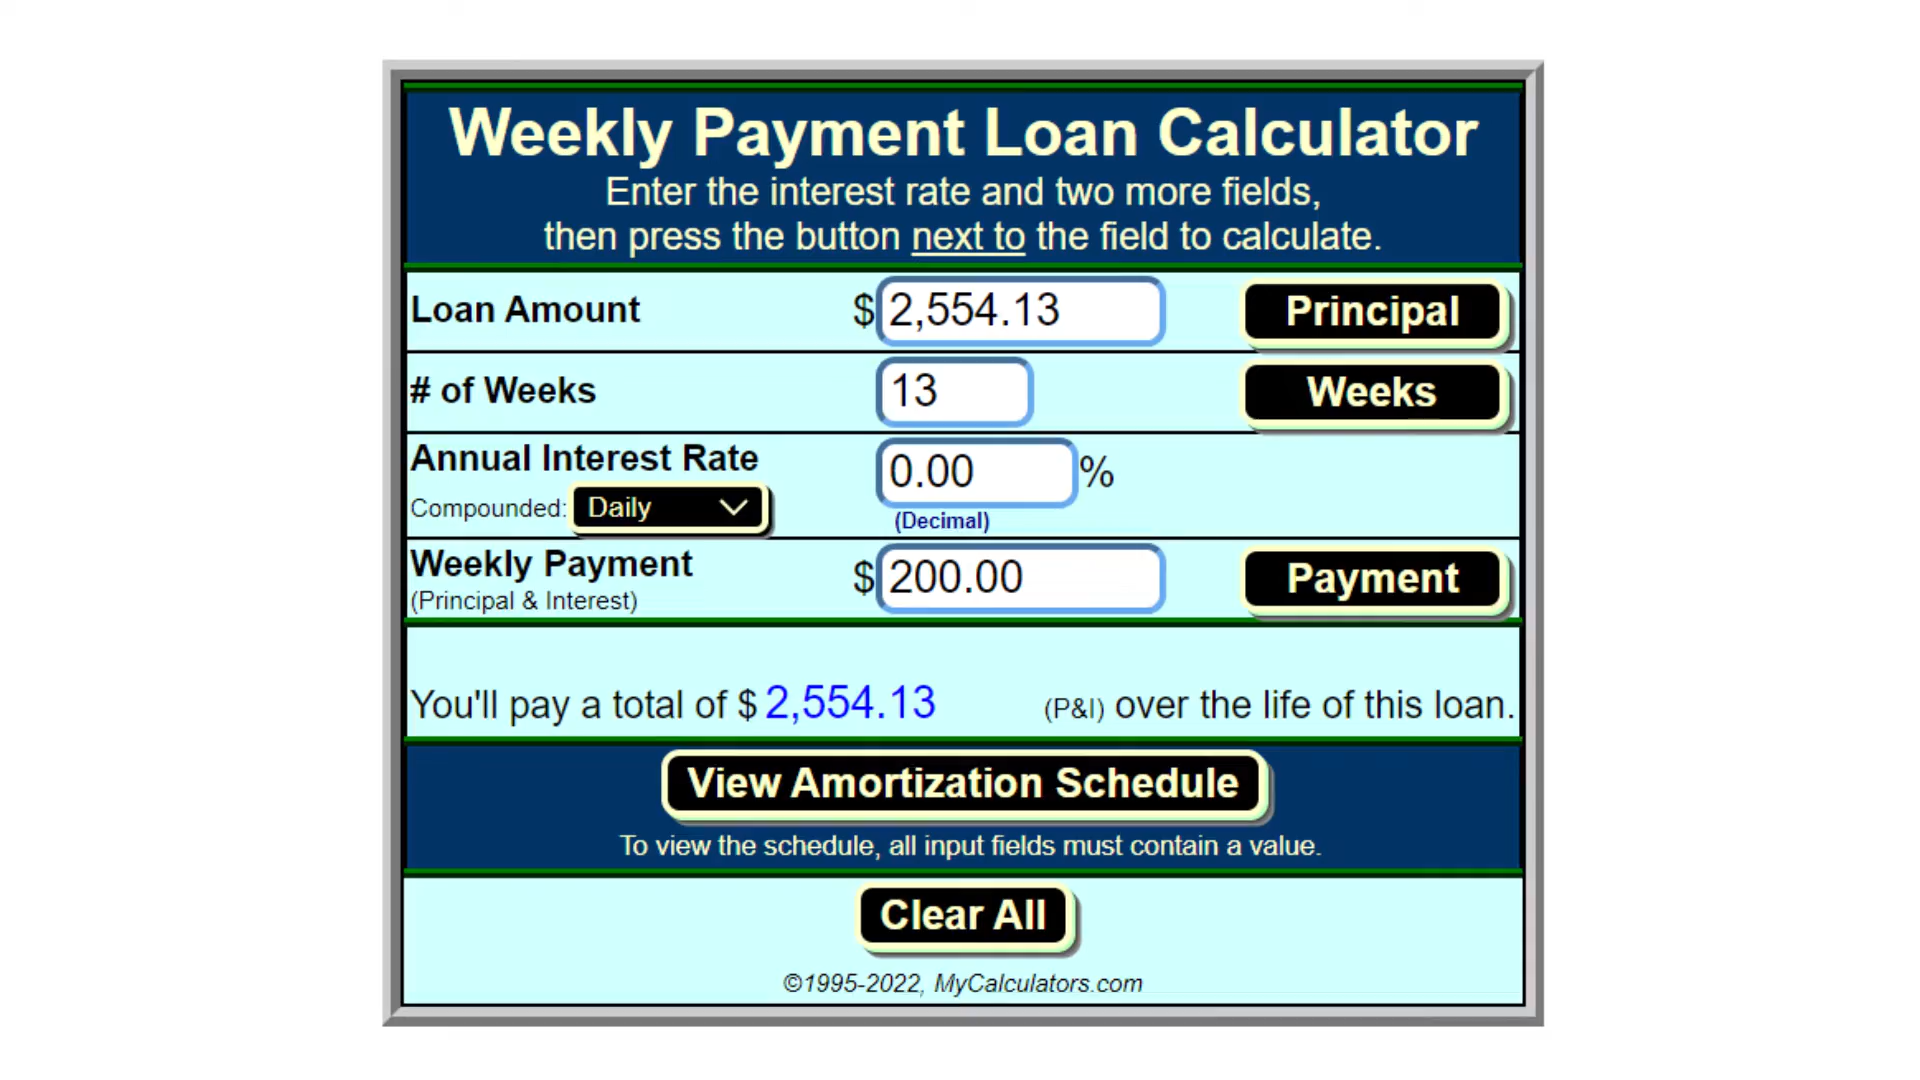 Weekly Payment Loan Calculator
Enter the interest rate and two more fields,
then press the button next to the field to calculate.
Loan Amount $ 2,554.13 Principal
# of Weeks 13 Weeks
Annual Interest Rate 0.00 %
Compounded: Daily (Decimal)
Weekly Payment $ 200.00 Payment
(Principal & Interest)
You'll pay a total of $ 2,554.13 (P&I) over the life of this loan.
View Amortization Schedule
To view the schedule, all input fields must contain a value.
Clear All
©1995-2022, MyCalculators.com